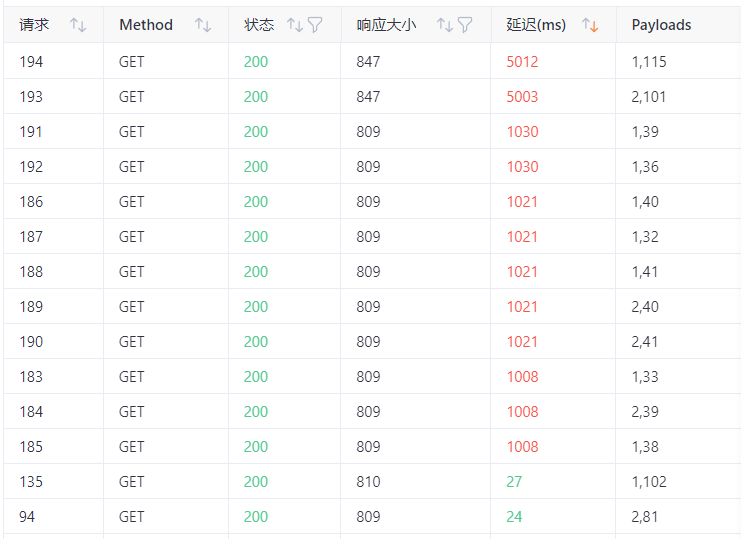 请求 Method 状态 响应大小 延迟(ms) Payloads
194 GET 200 847 5012 1,115
193 GET 200 847 5003 2,101
191 GET 200 809 1030 1,39
192 GET 200 809 1030 1,36
186 GET 200 809 1021 1,40
187 GET 200 809 1021 1,32
188 GET 200 809 1021 1,41
189 GET 200 809 1021 2,40
190 GET 200 809 1021 2,41
183 GET 200 809 1008 1,33
184 GET 200 809 1008 2,39
185 GET 200 809 1008 1,38
135 GET 200 810 27 1,102
94 GET 200 809 24 2,81